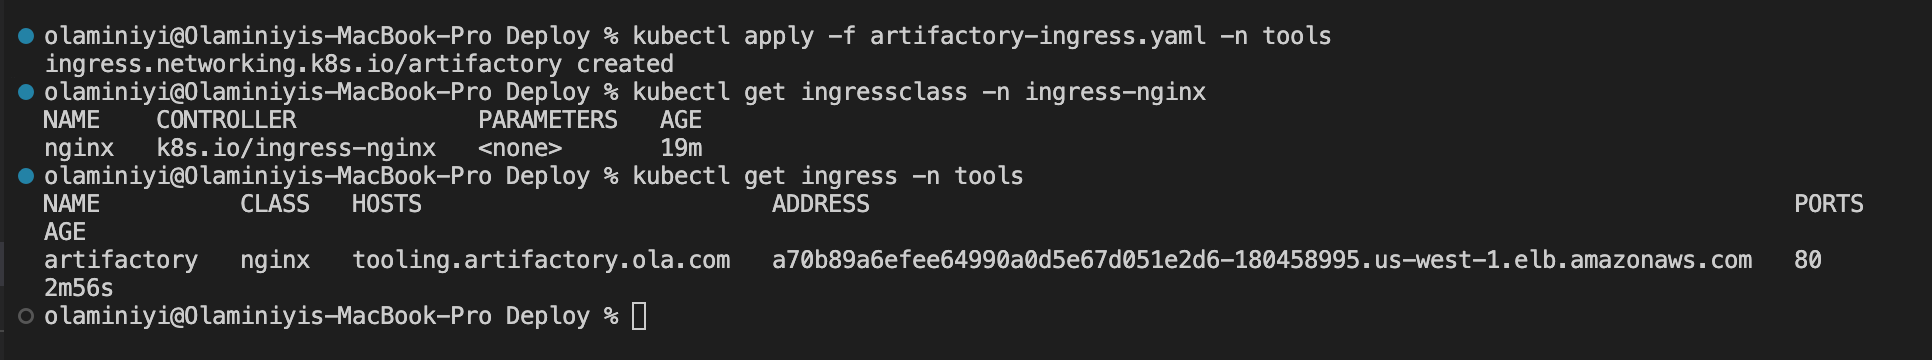 olaminiyi@Olaminiyis-MacBook-Pro Deploy % kubectl apply -f artifactory-ingress.yaml -n tools
ingress.networking.k8s.io/artifactory created
olaminiyi@Olaminiyis-MacBook-Pro Deploy % kubectl get ingressclass -n ingress-nginx
NAME    CONTROLLER             PARAMETERS   AGE
nginx   k8s.io/ingress-nginx   <none>       19m
olaminiyi@Olaminiyis-MacBook-Pro Deploy % kubectl get ingress -n tools
NAME          CLASS   HOSTS                         ADDRESS                                                                  PORTS
AGE
artifactory   nginx   tooling.artifactory.ola.com   a70b89a6efee64990a0d5e67d051e2d6-180458995.us-west-1.elb.amazonaws.com   80
2m56s
olaminiyi@Olaminiyis-MacBook-Pro Deploy %